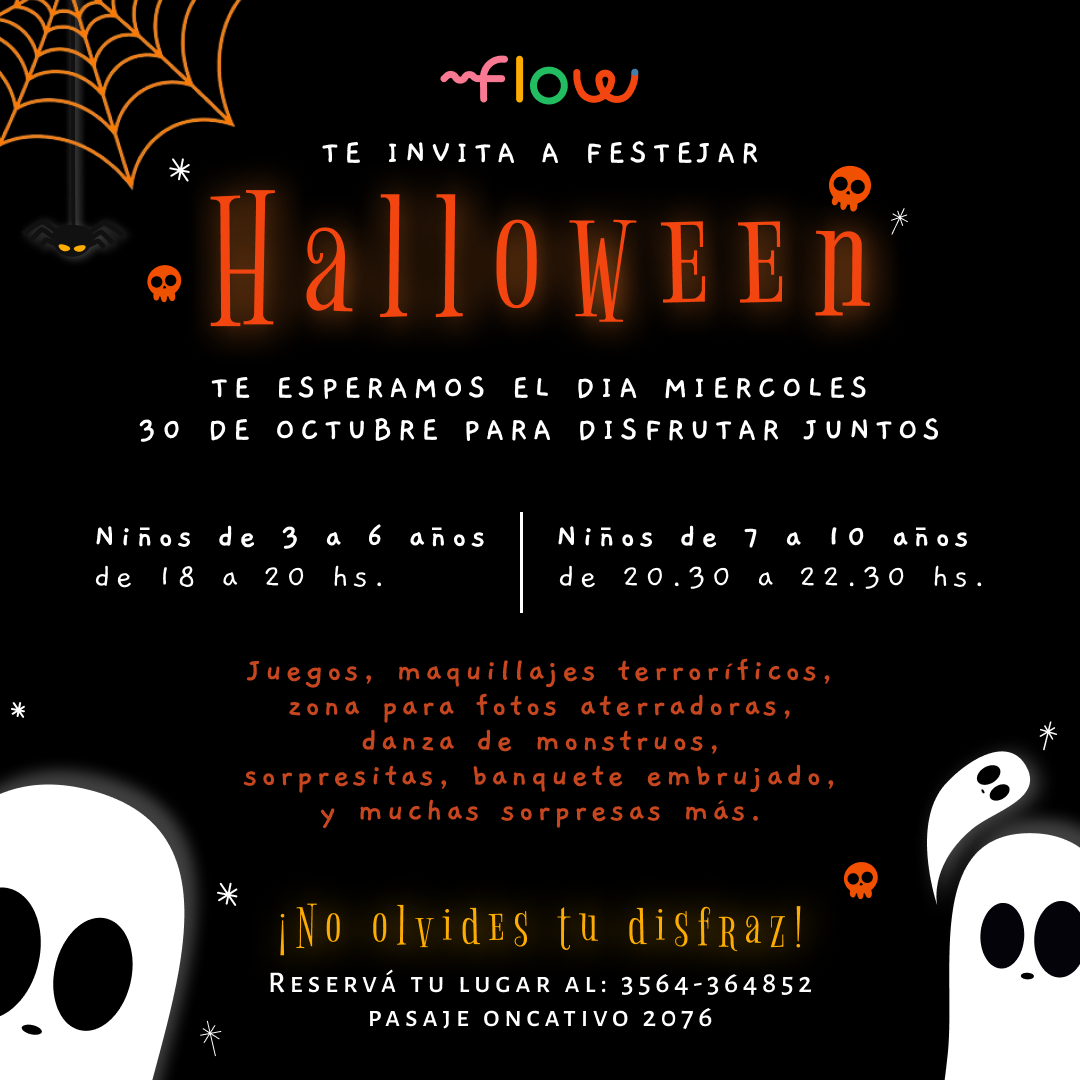 flow
TE INVITA A FESTEJAR
Halloween
TE ESPERAMOS EL DIA MIERCOLES
30 DE OCTUBRE PARA DISFRUTAR JUNTOS
Niños de 3 a 6 años
de 18 a 20 hs.
Niños de 7 a 10 años
de 20.30 a 22.30 hs.
Juegos, maquillajes terroríficos,
zona para fotos aterradoras,
danza de monstruos,
sorpresitas, banquete embrujado,
y muchas sorpresas más.
¡No olvides tu disfraz!
RESERVÁ TU LUGAR AL: 3564-364852
PASAJE ONCATIVO 2076